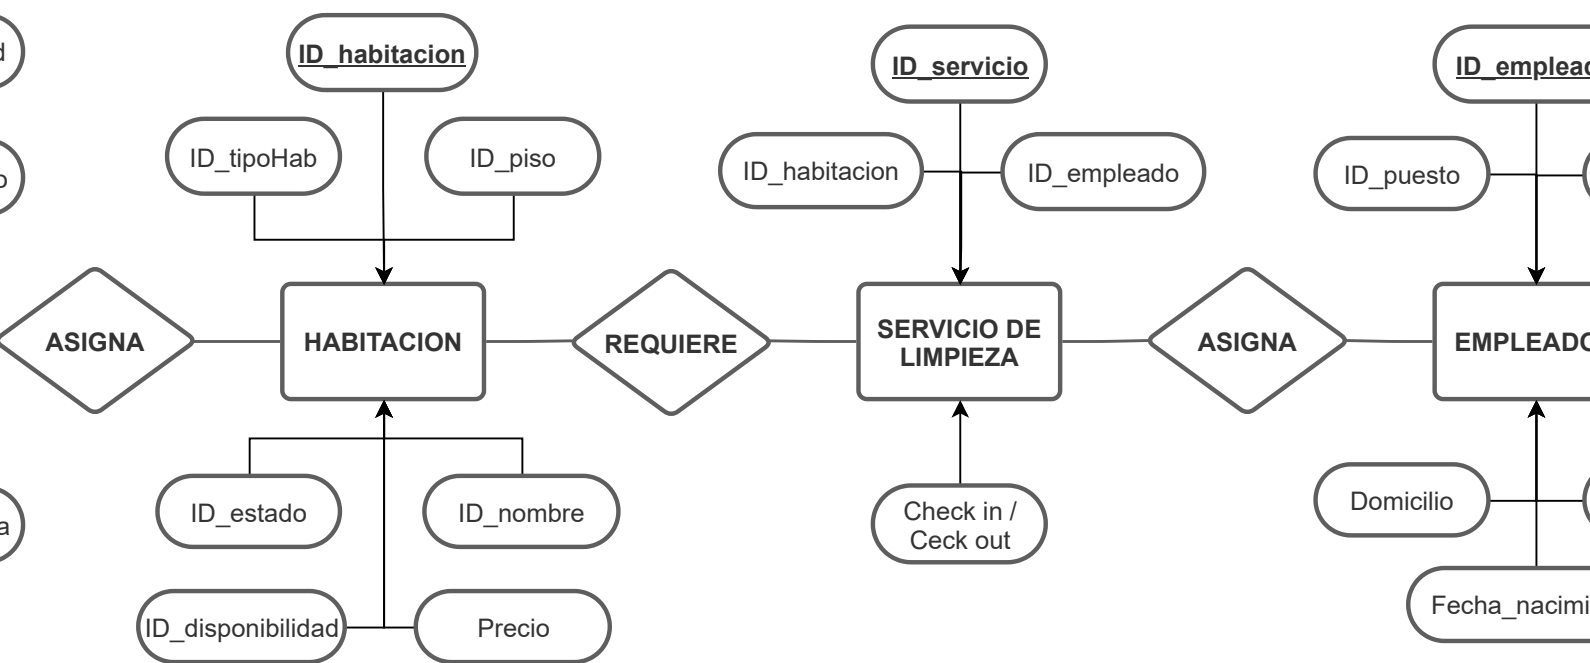 ID_habitacion
ID_servicio
ID_tipoHab
ID_piso
ID_habitacion
ID_empleado
ID_puesto
ASIGNA
HABITACION
REQUIERE
SERVICIO DE
LIMPIEZA
ASIGNA
EMPLEADO
ID_estado
ID_nombre
Check in /
Ceck out
Domicilio
ID_disponibilidad
Precio